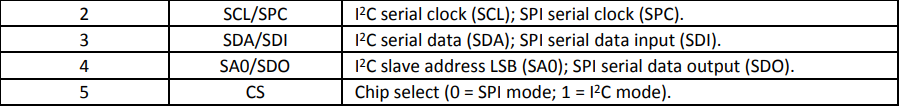 2 SCL/SPC I²C serial clock (SCL); SPI serial clock (SPC).
3 SDA/SDI I²C serial data (SDA); SPI serial data input (SDI).
4 SA0/SDO I²C slave address LSB (SA0); SPI serial data output (SDO).
5 CS Chip select (0 = SPI mode; 1 = I²C mode).